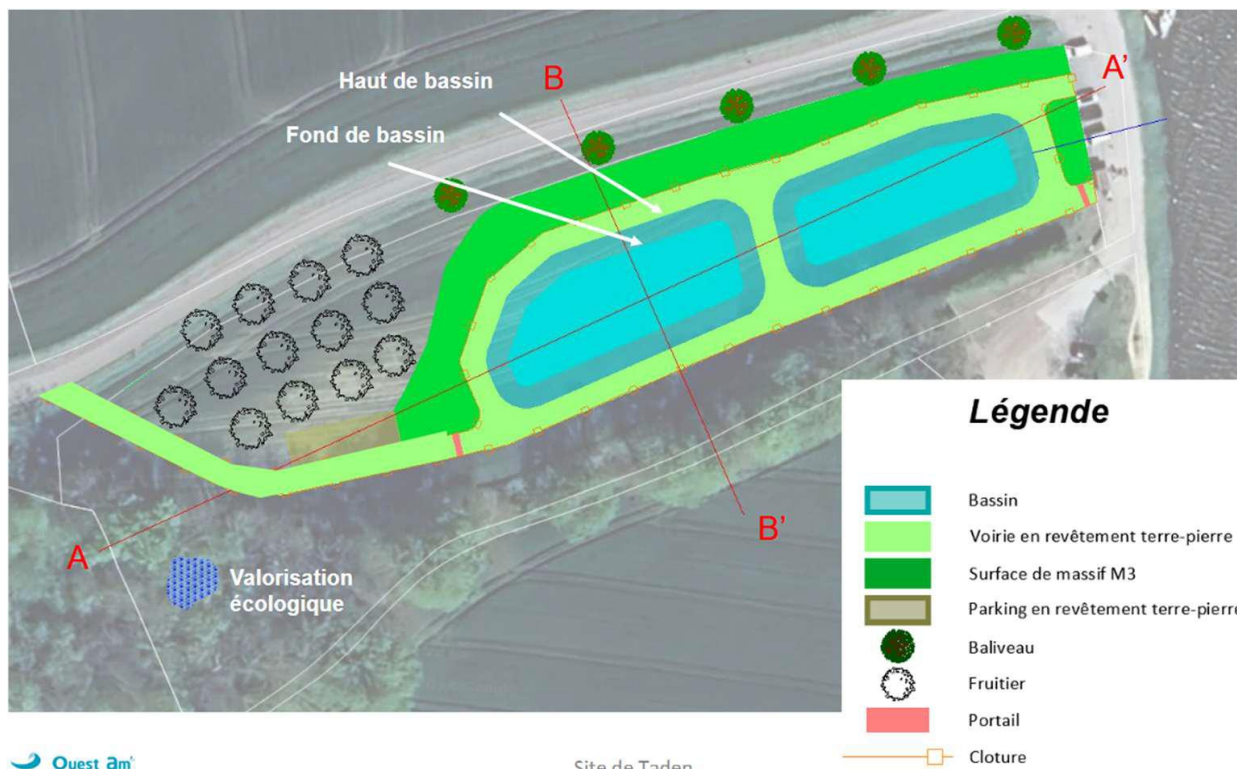 Haut de bassin
Fond de bassin
B
A'
Légende
Bassin
Voirie en revêtement terre-pierre
Surface de massif M3
Parking en revêtement terre-pierre
Baliveau
Fruitier
Portail
Cloture
A
B'
Valorisation
écologique
Ouest am'
Site de Taden